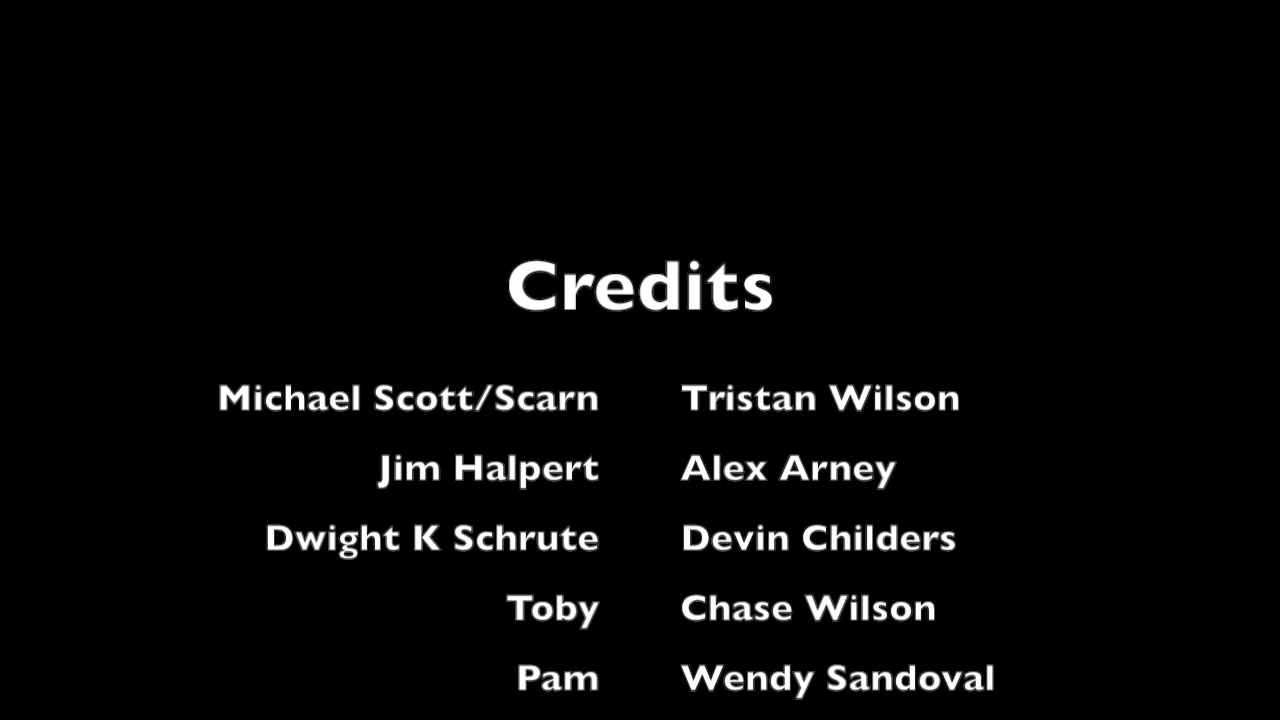 Credits
Michael Scott/Scarn Tristan Wilson
Jim Halpert Alex Arney
Dwight K Schrute Devin Childers
Toby Chase Wilson
Pam Wendy Sandoval